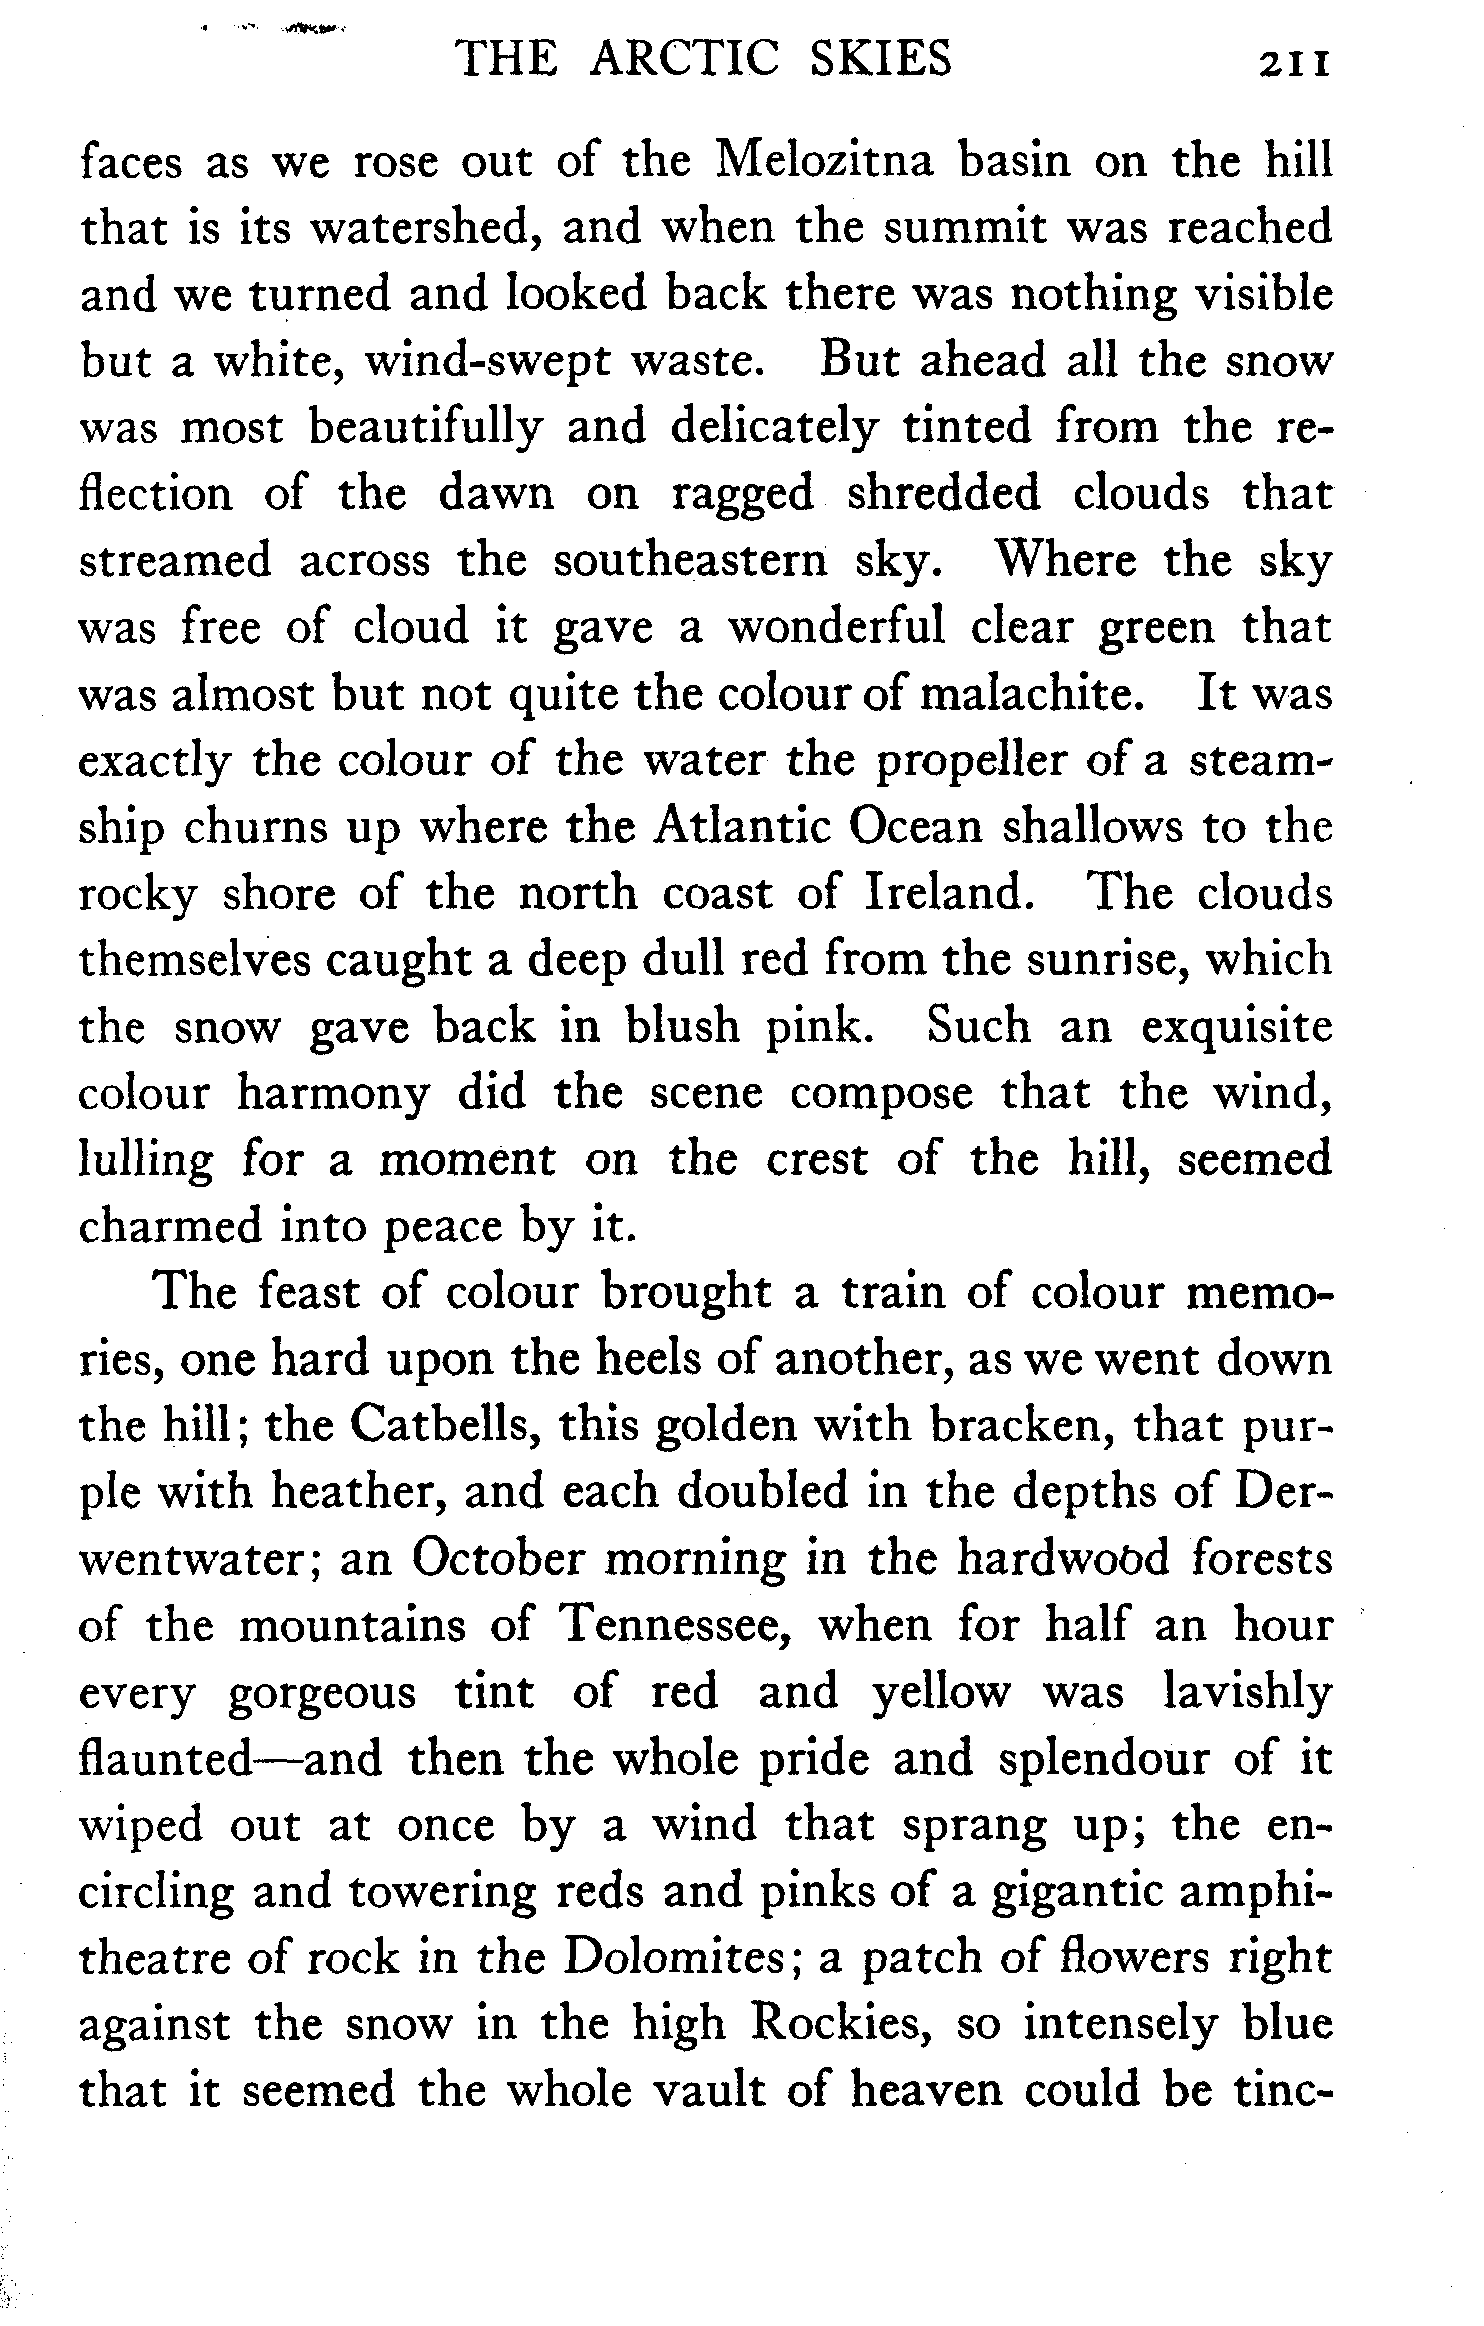 THE ARCTIC SKIES 211
faces as we rose out of the Melozitna basin on the hill
that is its watershed, and when the summit was reached
and we turned and looked back there was nothing visible
but a white, wind-swept waste. But ahead all the snow
was most beautifully and delicately tinted from the re-
flection of the dawn on ragged shredded clouds that
streamed across the southeastern sky. Where the sky
was free of cloud it gave a wonderful clear green that
was almost but not quite the colour of malachite. It was
exactly the colour of the water the propeller of a steam-
ship churns up where the Atlantic Ocean shallows to the
rocky shore of the north coast of Ireland. The clouds
themselves caught a deep dull red from the sunrise, which
the snow gave back in blush pink. Such an exquisite
colour harmony did the scene compose that the wind,
lulling for a moment on the crest of the hill, seemed
charmed into peace by it.
The feast of colour brought a train of colour memo-
ries, one hard upon the heels of another, as we went down
the hill; the Catbells, this golden with bracken, that pur-
ple with heather, and each doubled in the depths of Der-
wentwater; an October morning in the hardwood forests
of the mountains of Tennessee, when for half an hour
every gorgeous tint of red and yellow was lavishly
flaunted—and then the whole pride and splendour of it
wiped out at once by a wind that sprang up; the en-
circling and towering reds and pinks of a gigantic amphi-
theatre of rock in the Dolomites; a patch of flowers right
against the snow in the high Rockies, so intensely blue
that it seemed the whole vault of heaven could be tinc-